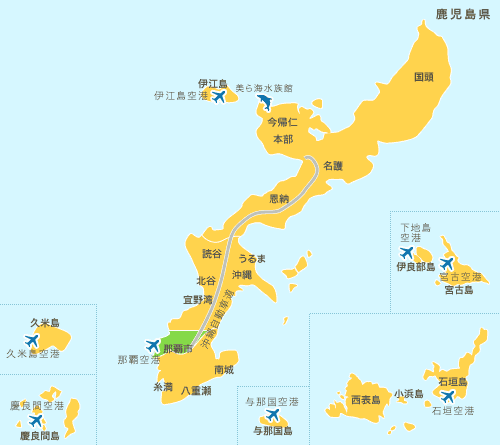 鹿児島県
国頭
伊江島
伊江島空港
美ら海水族館
今帰仁
本部
名護
恩納
読谷
うるま
北谷
沖縄
宜野湾
沖縄自動車道
那覇市
那覇空港
南城
糸満
八重瀬
下地島
空港
伊良部島
宮古空港
宮古島
久米島
久米島空港
慶良間空港
慶良間島
与那国空港
与那国島
西表島
小浜島
石垣島
石垣空港